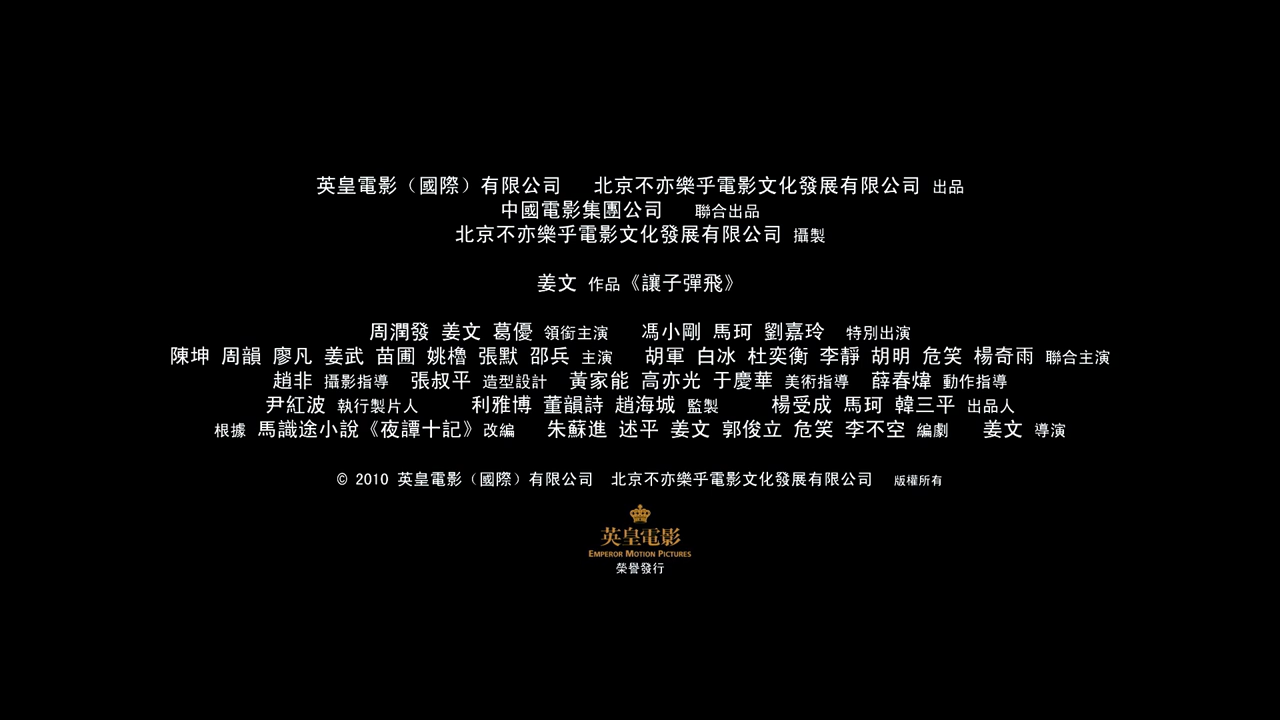 英皇電影（國際）有限公司 北京不亦樂乎電影文化發展有限公司 出品
中國電影集團公司 聯合出品
北京不亦樂乎電影文化發展有限公司 攝製
姜文 作品《讓子彈飛》
周潤發 姜文 葛優 領銜主演 馮小剛 馬珂 劉嘉玲 特別出演
陳坤 周韻 廖凡 姜武 苗圃 姚櫓 張默 邵兵 主演 胡軍 白冰 杜奕衡 李靜 胡明 危笑 楊奇雨 聯合主演
趙非 攝影指導 張叔平 造型設計 黃家能 高亦光 于慶華 美術指導 薛春煒 動作指導
尹紅波 執行製片人 利雅博 董韻詩 趙海城 監製 楊受成 馬珂 韓三平 出品人
根據 馬識途小說《夜譚十記》改編 朱蘇進 述平 姜文 郭俊立 危笑 李不空 編劇 姜文 導演
© 2010 英皇電影（國際）有限公司 北京不亦樂乎電影文化發展有限公司 版權所有
英皇電影
EMPEROR MOTION PICTURES
榮譽發行